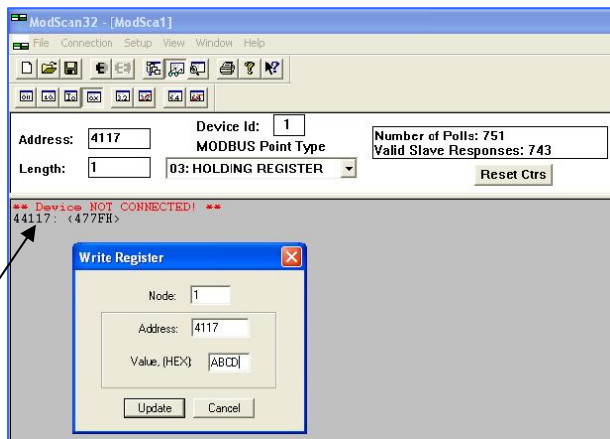 ModScan32 - [ModSca1]
File Connection Setup View Window Help
Address: 4117
Device Id: 1
MODBUS Point Type
Length: 1
03: HOLDING REGISTER
Number of Polls: 751
Valid Slave Responses: 743
Reset Ctrs
** Device NOT CONNECTED! **
44117: <477FH>
Write Register
Node: 1
Address: 4117
Value, (HEX): ABCD
Update Cancel